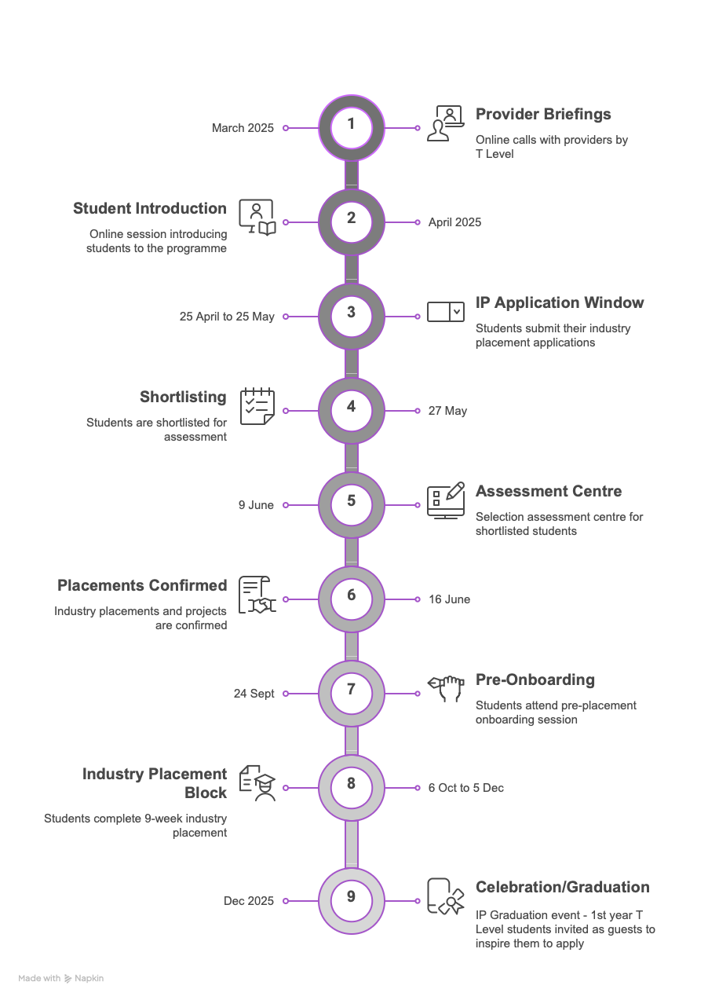 March 2025
1
Provider Briefings
Online calls with providers by
T Level
Student Introduction
Online session introducing
students to the programme
2
April 2025
25 April to 25 May
3
IP Application Window
Students submit their industry
placement applications
Shortlisting
Students are shortlisted for
assessment
4
27 May
9 June
5
Assessment Centre
Selection assessment centre for
shortlisted students
Placements Confirmed
Industry placements and projects
are confirmed
6
16 June
24 Sept
7
Pre-Onboarding
Students attend pre-placement
onboarding session
Industry Placement
Block
Students complete 9-week industry
placement
8
6 Oct to 5 Dec
Dec 2025
9
Celebration/Graduation
IP Graduation event - 1st year T
Level students invited as guests to
inspire them to apply
Made with Napkin